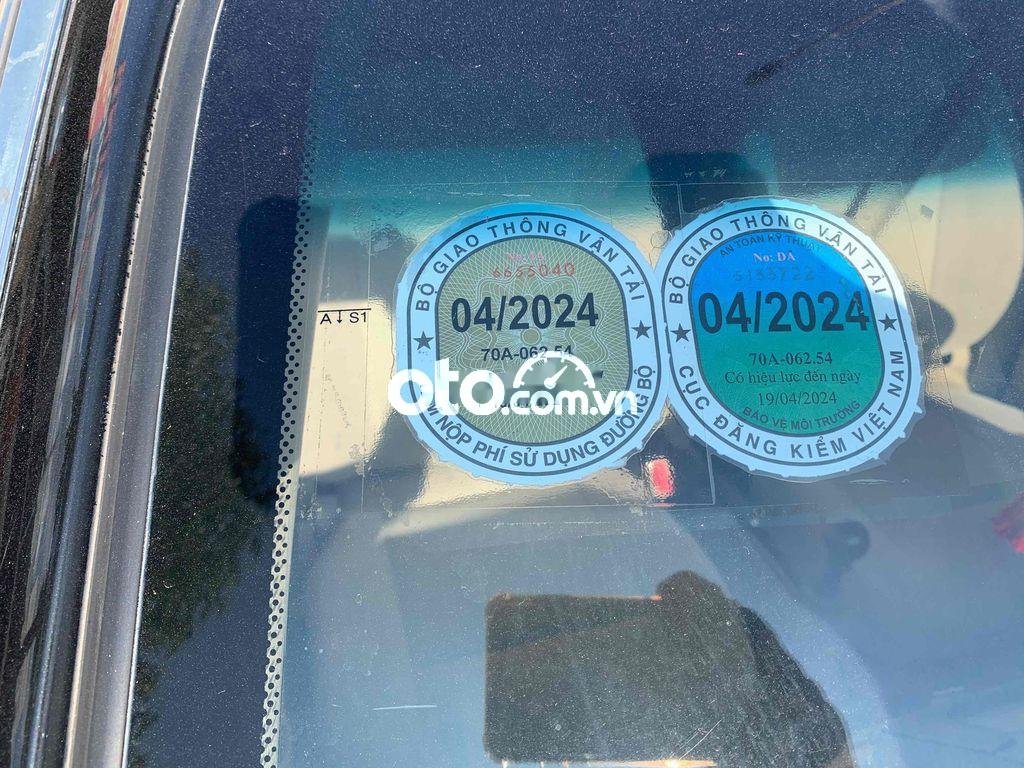 A↓S1
BỘ GIAO THÔNG VẬN TẢI
6655040
04/2024
70A-062.54
NỘP PHÍ SỬ DỤNG ĐƯỜNG BỘ
BỘ GIAO THÔNG VẬN TẢI
AN TOÀN KỸ THUẬT
No: DA
04/2024
70A-062.54
Có hiệu lực đến ngày
19/04/2024
BẢO VỆ MÔI TRƯỜNG
CỤC ĐĂNG KIỂM VIỆT NAM
oto.com.vn